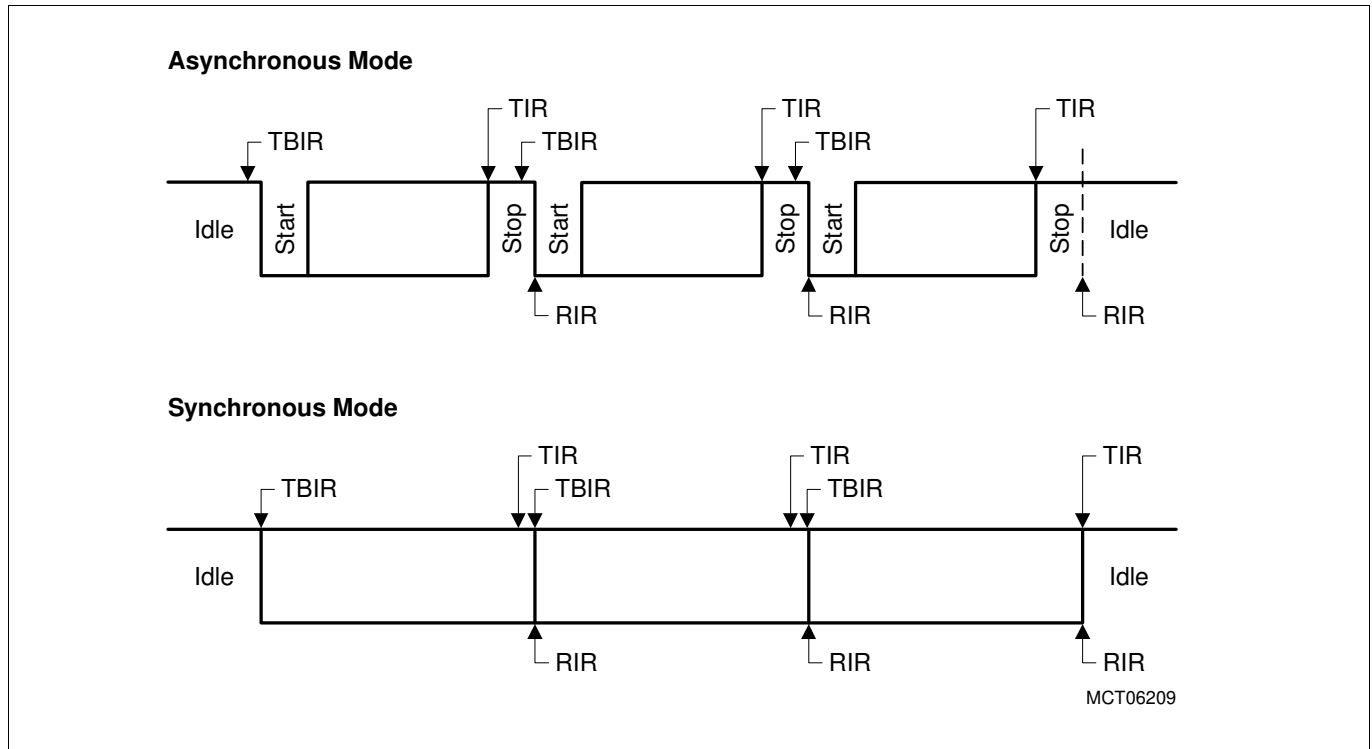 Asynchronous Mode
TIR
TIR
TIR
TBIR
TBIR
TBIR
Idle
Start
Stop
Start
Stop
Start
Stop
Idle
RIR
RIR
RIR
Synchronous Mode
TIR
TIR
TIR
TBIR
TBIR
TBIR
Idle
Idle
RIR
RIR
RIR
MCT06209